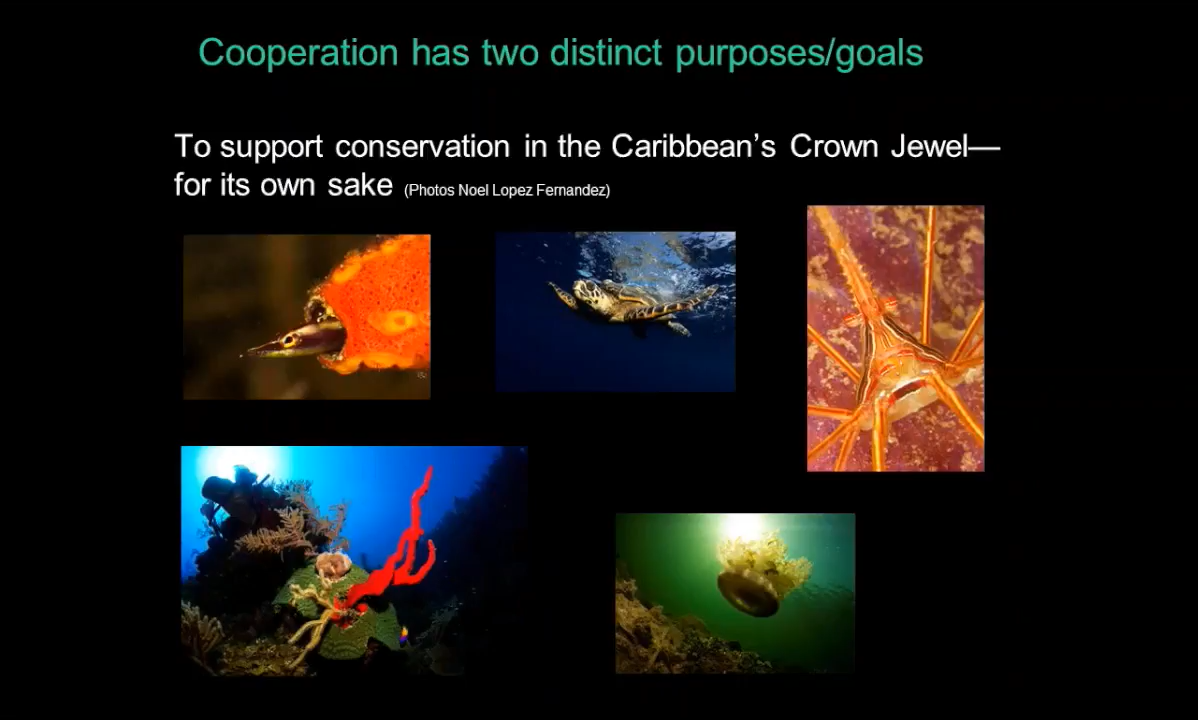 Cooperation has two distinct purposes/goals
To support conservation in the Caribbean’s Crown Jewel—
for its own sake (Photos Noel Lopez Fernandez)